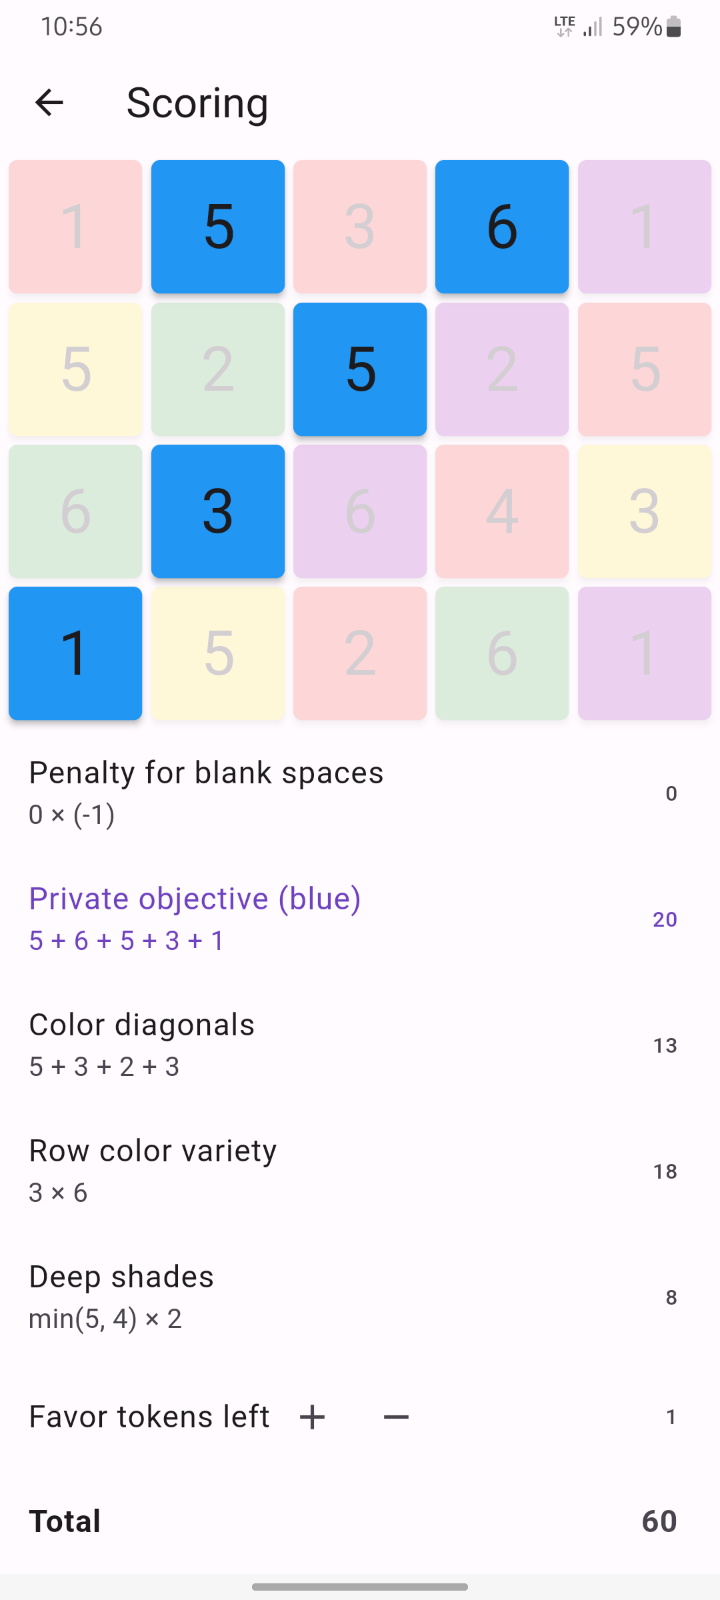 10:56 LTE 59%
Scoring
1 5 3 6 1
5 2 5 2 5
6 3 6 4 3
1 5 2 6 1
Penalty for blank spaces
0 × (-1) 0
Private objective (blue)
5 + 6 + 5 + 3 + 1 20
Color diagonals
5 + 3 + 2 + 3 13
Row color variety
3 × 6 18
Deep shades
min(5, 4) × 2 8
Favor tokens left + − 1
Total 60